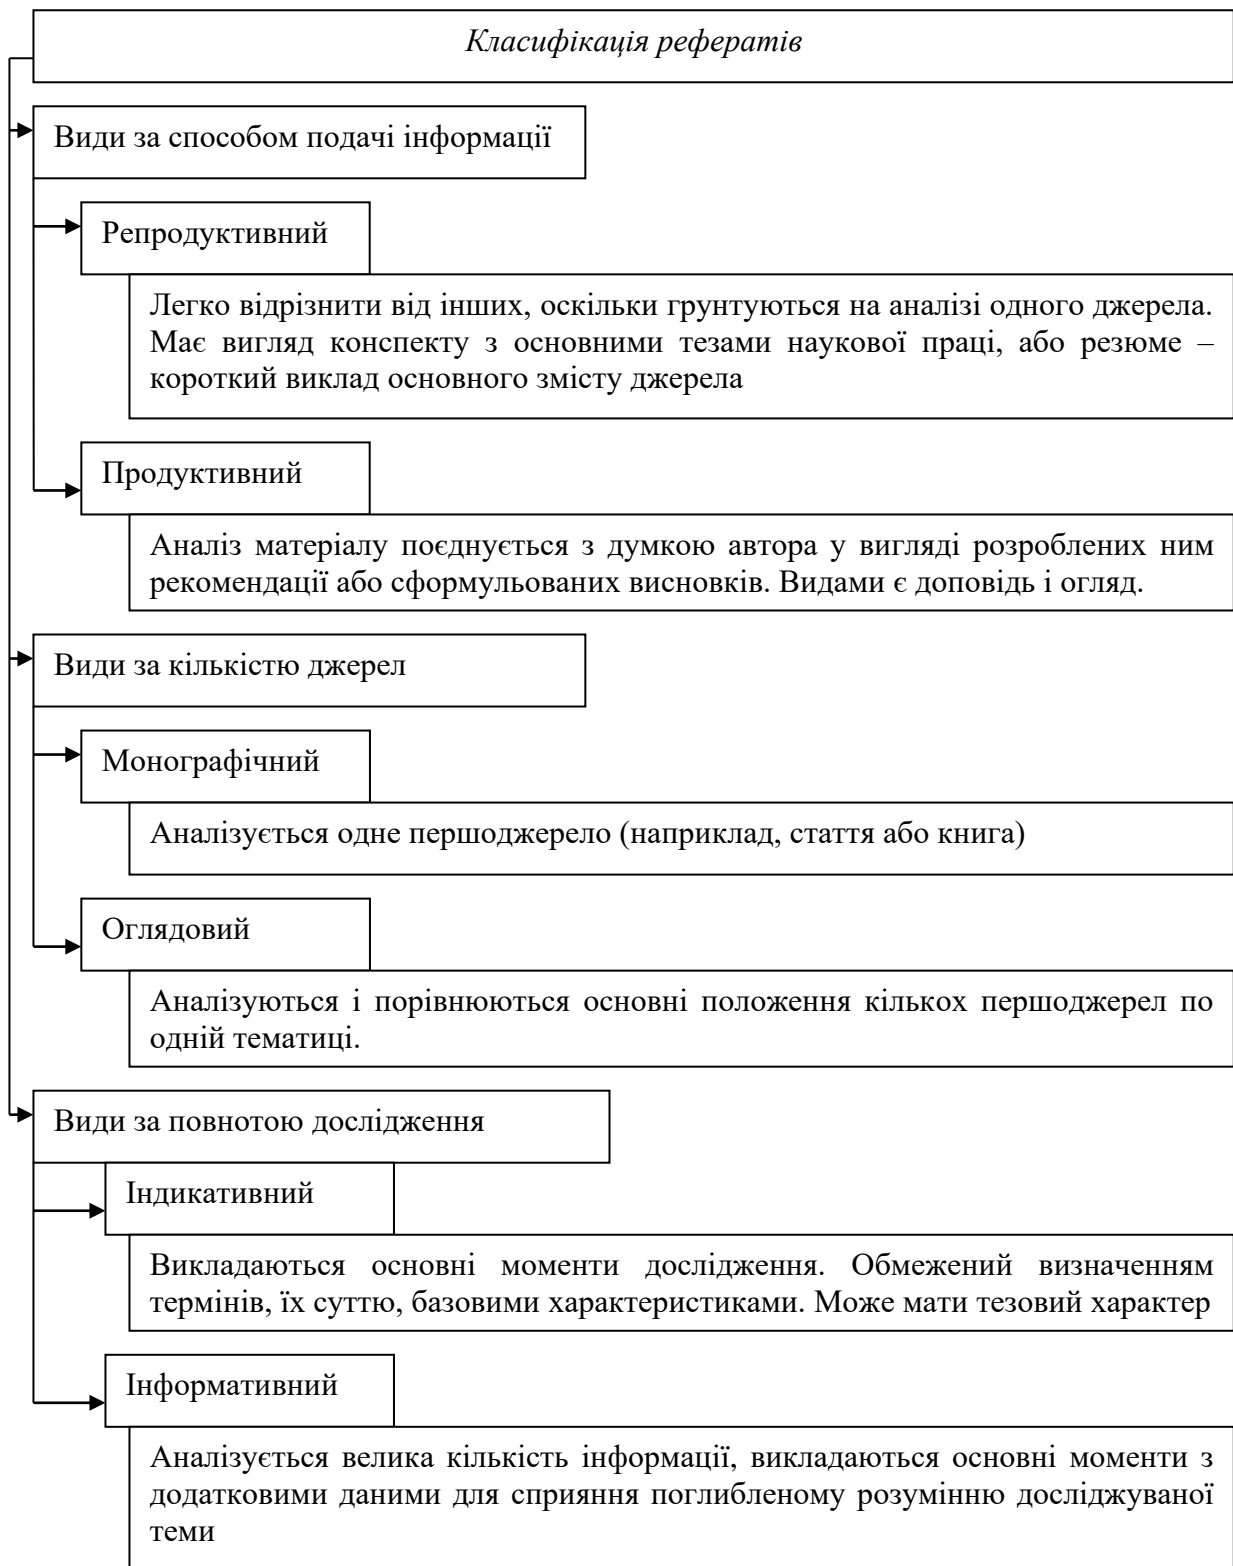 Класифікація рефератів
Види за способом подачі інформації
Репродуктивний
Легко відрізнити від інших, оскільки грунтуються на аналізі одного джерела.
Має вигляд конспекту з основними тезами наукової праці, або резюме –
короткий виклад основного змісту джерела
Продуктивний
Аналіз матеріалу поєднується з думкою автора у вигляді розроблених ним
рекомендації або сформульованих висновків. Видами є доповідь і огляд.
Види за кількістю джерел
Монографічний
Аналізується одне першоджерело (наприклад, стаття або книга)
Оглядовий
Аналізуються і порівнюються основні положення кількох першоджерел по
одній тематиці.
Види за повнотою дослідження
Індикативний
Викладаються основні моменти дослідження. Обмежений визначенням
термінів, їх суттю, базовими характеристиками. Може мати тезовий характер
Інформативний
Аналізується велика кількість інформації, викладаються основні моменти з
додатковими даними для сприяння поглибленому розумінню досліджуваної
теми